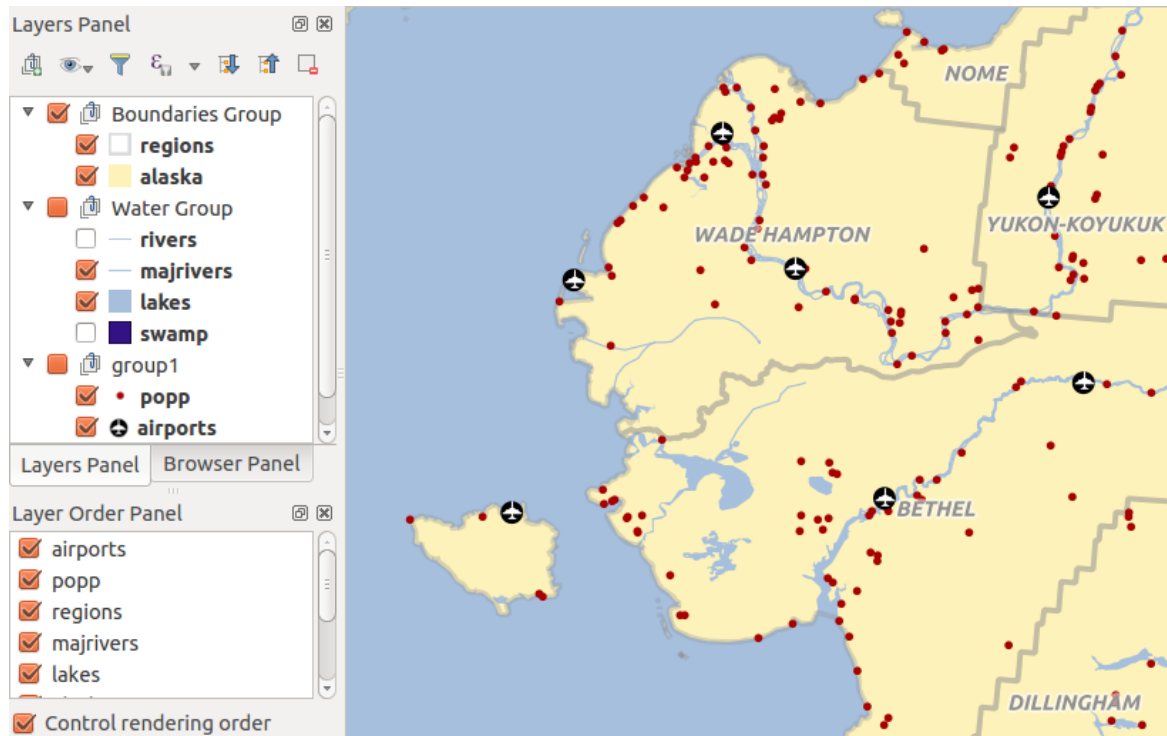 Layers Panel
Boundaries Group
regions
alaska
Water Group
rivers
majrivers
lakes
swamp
group1
popp
airports
Layers Panel
Browser Panel
Layer Order Panel
airports
popp
regions
majrivers
lakes
Control rendering order
NOME
YUKON-KOYUKUK
WADE HAMPTON
BETHEL
DILLINGHAM